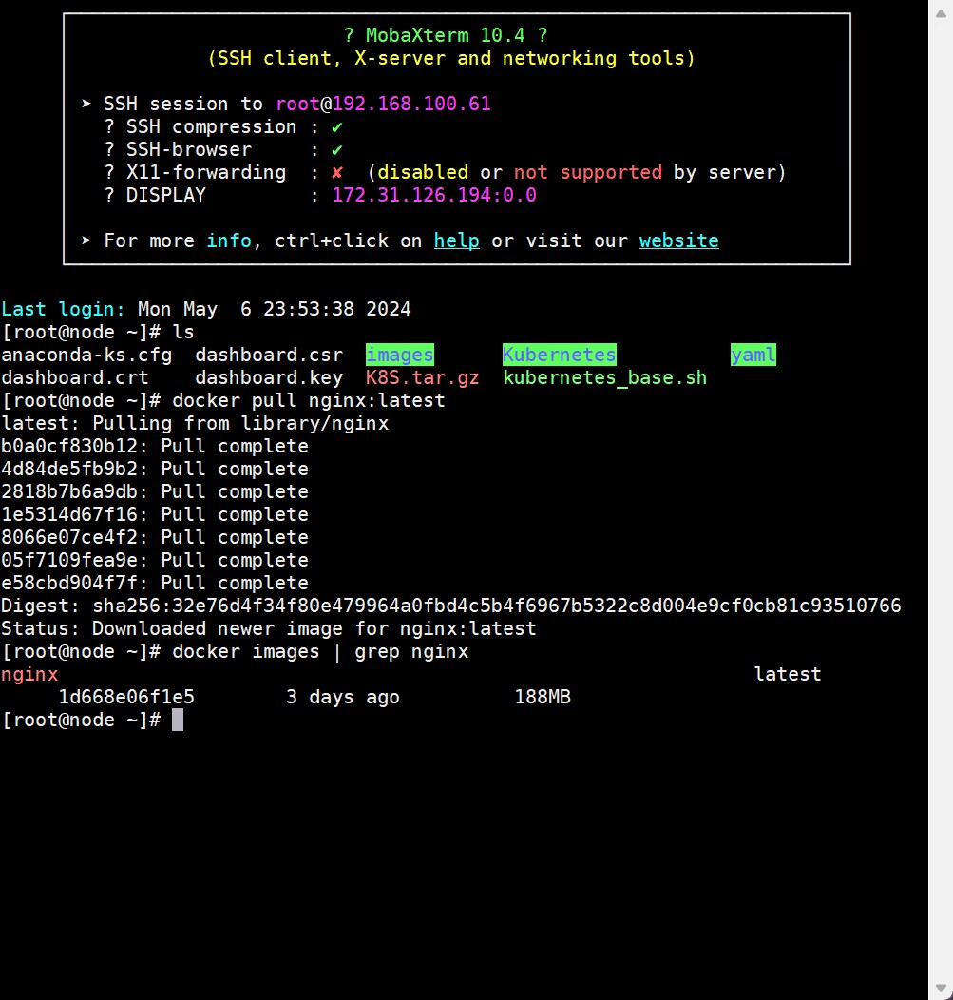 ? MobaXterm 10.4 ?
(SSH client, X-server and networking tools)
➤ SSH session to root@192.168.100.61
? SSH compression : ✔
? SSH-browser     : ✔
? X11-forwarding  : ✘  (disabled or not supported by server)
? DISPLAY         : 172.31.126.194:0.0
➤ For more info, ctrl+click on help or visit our website
Last login: Mon May  6 23:53:38 2024
[root@node ~]# ls
anaconda-ks.cfg  dashboard.csr  images      Kubernetes          yaml
dashboard.crt    dashboard.key  K8S.tar.gz  kubernetes_base.sh
[root@node ~]# docker pull nginx:latest
latest: Pulling from library/nginx
b0a0cf830b12: Pull complete
4d84de5fb9b2: Pull complete
2818b7b6a9db: Pull complete
1e5314d67f16: Pull complete
8066e07ce4f2: Pull complete
05f7109fea9e: Pull complete
e58cbd904f7f: Pull complete
Digest: sha256:32e76d4f34f80e479964a0fbd4c5b4f6967b5322c8d004e9cf0cb81c93510766
Status: Downloaded newer image for nginx:latest
[root@node ~]# docker images | grep nginx
nginx                                                             latest
     1d668e06f1e5        3 days ago          188MB
[root@node ~]#